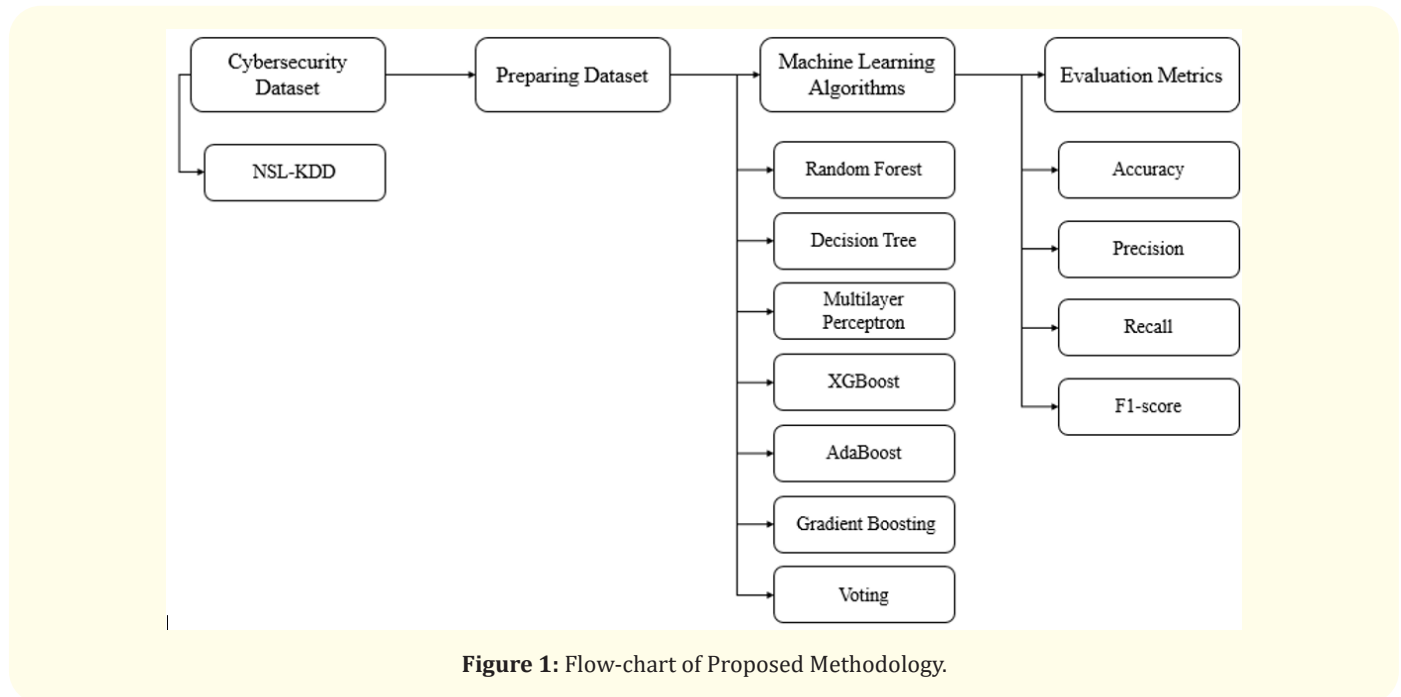 Cybersecurity
Dataset
Preparing Dataset
Machine Learning
Algorithms
Evaluation Metrics
NSL-KDD
Random Forest
Decision Tree
Multilayer
Perceptron
XGBoost
AdaBoost
Gradient Boosting
Voting
Accuracy
Precision
Recall
F1-score
Figure 1: Flow-chart of Proposed Methodology.